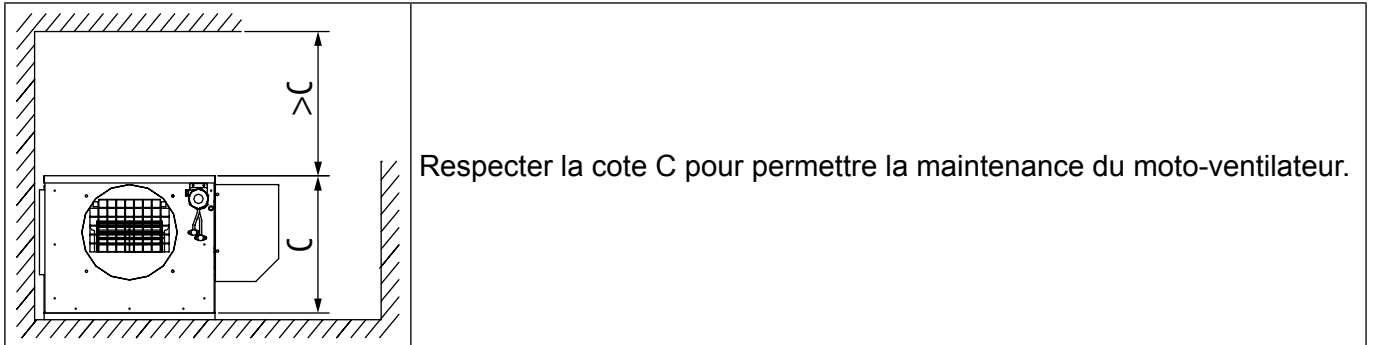 >C
C
Respecter la cote C pour permettre la maintenance du moto-ventilateur.